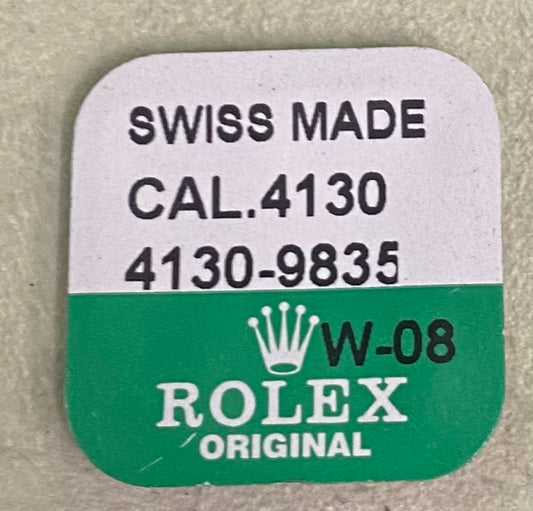 SWISS MADE
CAL.4130
4130-9835
W-08
ROLEX
ORIGINAL